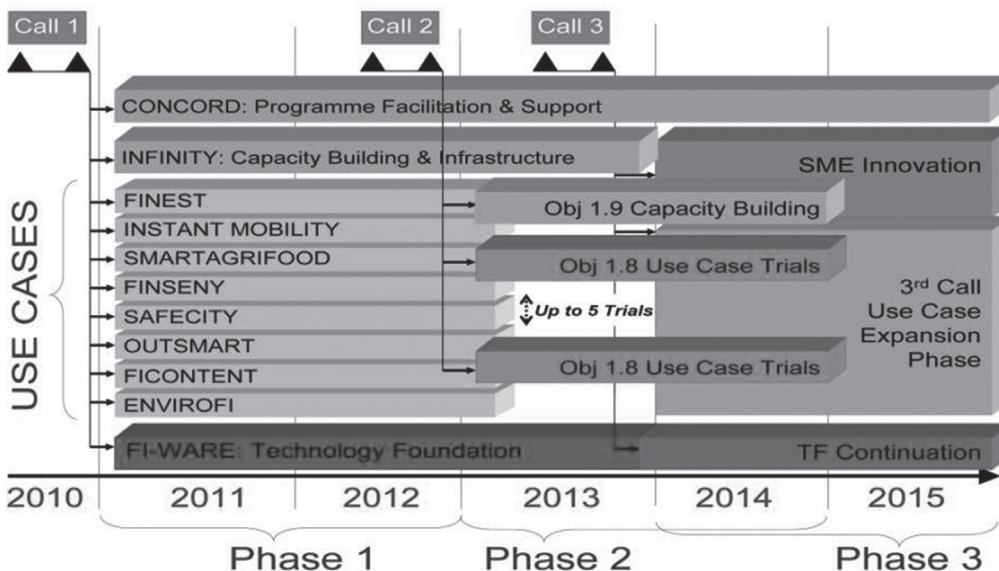 Call 1
Call 2
Call 3
CONCORD: Programme Facilitation & Support
INFINITY: Capacity Building & Infrastructure
SME Innovation
USE CASES
FINEST
Obj 1.9 Capacity Building
INSTANT MOBILITY
SMARTAGRIFOOD
Obj 1.8 Use Case Trials
FINSENY
SAFECITY
Up to 5 Trials
OUTSMART
FICONTENT
Obj 1.8 Use Case Trials
ENVIROFI
3rd Call
Use Case
Expansion
Phase
FI-WARE: Technology Foundation
TF Continuation
2010 2011 2012 2013 2014 2015
Phase 1 Phase 2 Phase 3